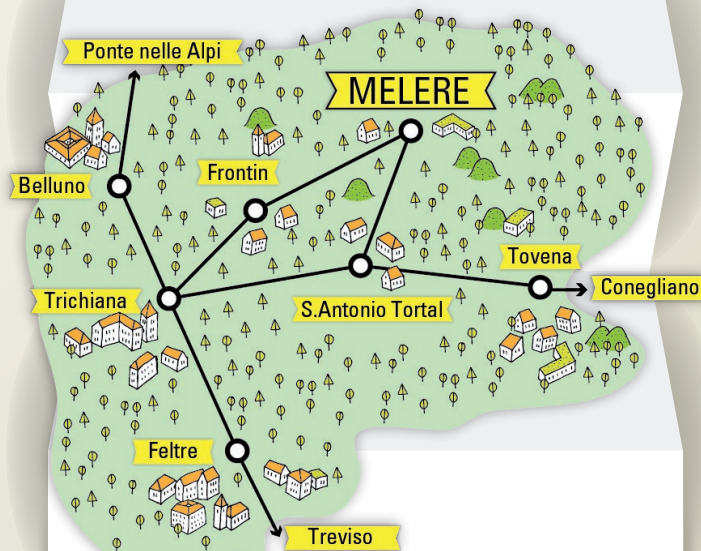 Ponte nelle Alpi
MELERE
Frontin
Belluno
Tovena
Conegliano
Trichiana
S.Antonio Tortal
Feltre
Treviso